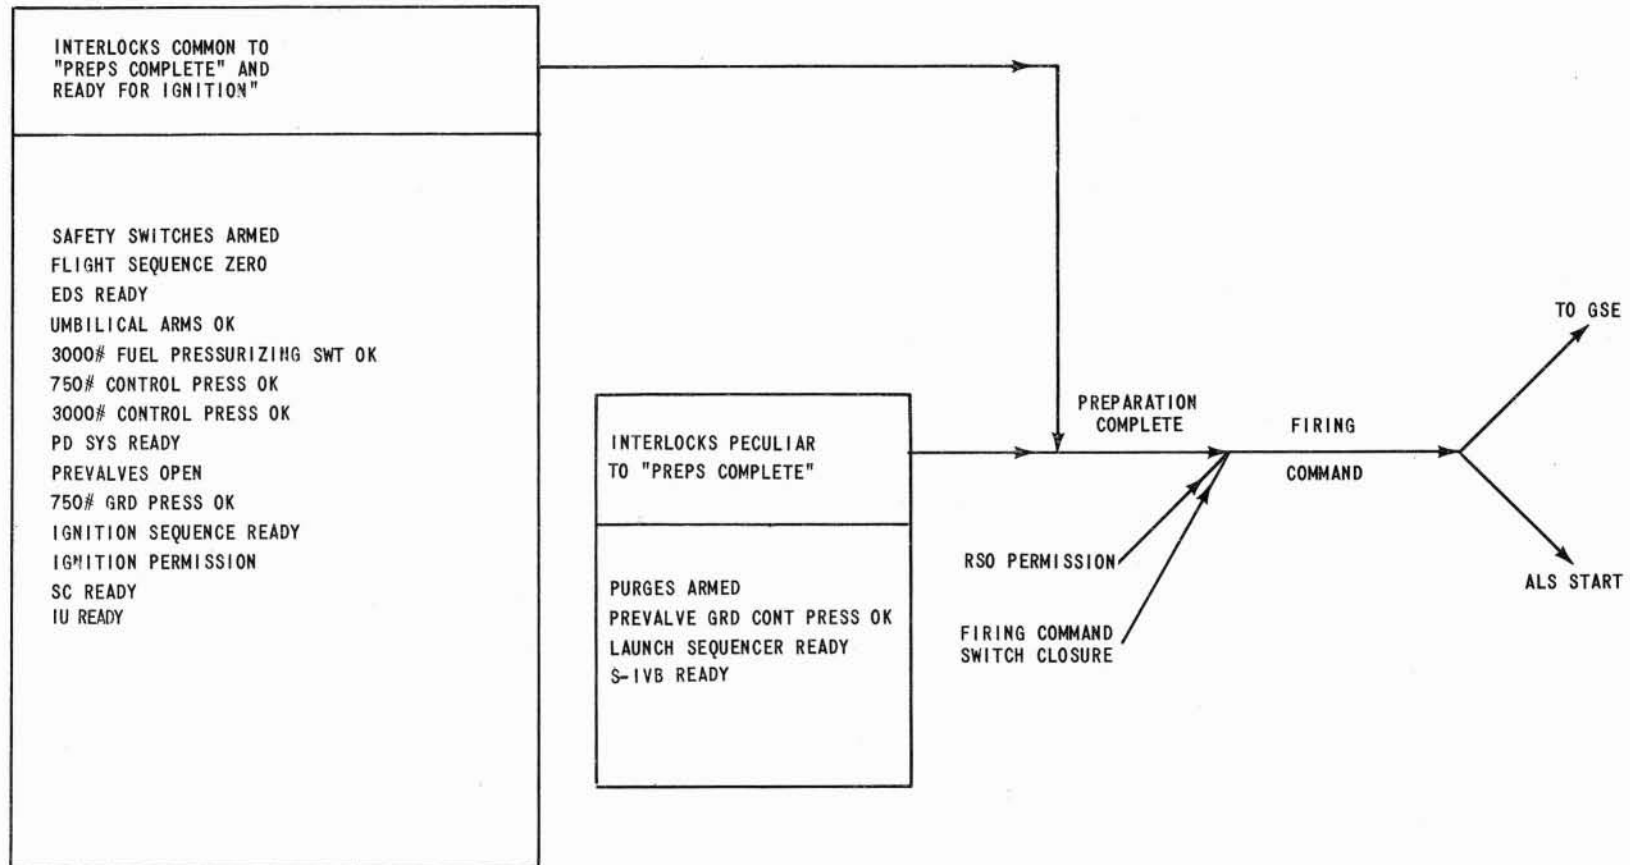 INTERLOCKS COMMON TO
"PREPS COMPLETE" AND
READY FOR IGNITION"
SAFETY SWITCHES ARMED
FLIGHT SEQUENCE ZERO
EDS READY
UMBILICAL ARMS OK
3000# FUEL PRESSURIZING SWT OK
750# CONTROL PRESS OK
3000# CONTROL PRESS OK
PD SYS READY
PREVALVES OPEN
750# GRD PRESS OK
IGNITION SEQUENCE READY
IGNITION PERMISSION
SC READY
IU READY
INTERLOCKS PECULIAR
TO "PREPS COMPLETE"
PURGES ARMED
PREVALVE GRD CONT PRESS OK
LAUNCH SEQUENCER READY
S-IVB READY
PREPARATION
COMPLETE
RSO PERMISSION
FIRING COMMAND
SWITCH CLOSURE
FIRING
COMMAND
TO GSE
ALS START